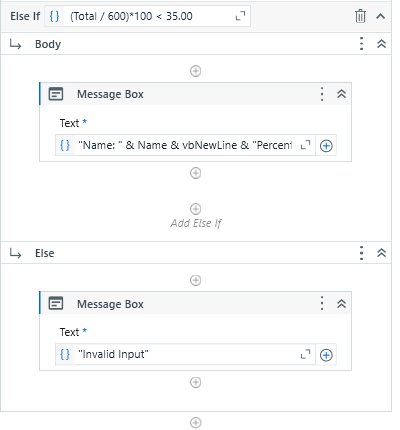 Else If {} (Total / 600)*100 < 35.00
Body
Message Box
Text *
{} "Name: " & Name & vbNewLine & "Percent
Add Else If
Else
Message Box
Text *
{} "Invalid Input"